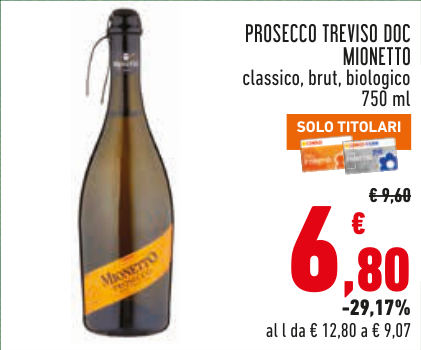 PROSECCO TREVISO DOC
MIONETTO
classico, brut, biologico
750 ml
SOLO TITOLARI
€ 9,60
€
6,80
-29,17%
al l da € 12,80 a € 9,07
MIONETTO
PROSECCO